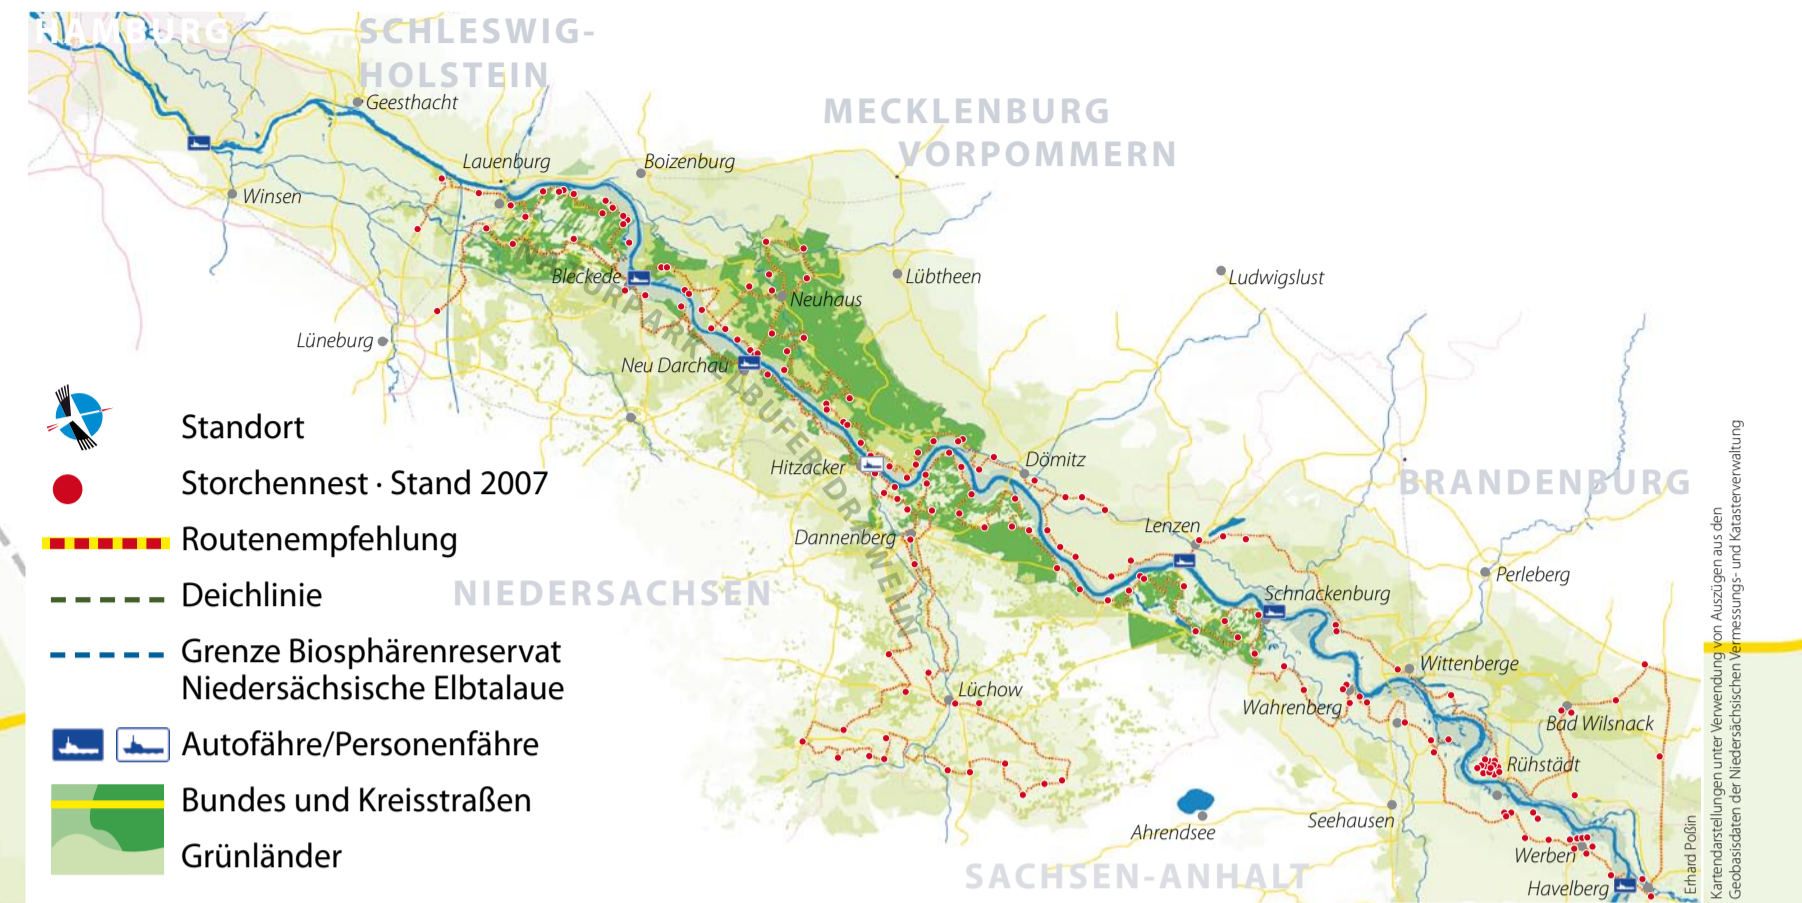 HAMBURG
SCHLESWIG-
HOLSTEIN
Geesthacht
MECKLENBURG
VORPOMMERN
Lauenburg
Boizenburg
Winsen
Bleckede
Neuhaus
Lübtheen
Ludwigslust
Lüneburg
Neu Darchau
NATURPARK ELBUFER-DRAWEHN
Hitzacker
Dömitz
BRANDENBURG
Dannenberg
Lenzen
NIEDERSACHSEN
Schnackenburg
Perleberg
Wittenberge
Lüchow
Wahrenberg
Bad Wilsnack
Rühstädt
Ahrendsee
Seehausen
Werben
SACHSEN-ANHALT
Havelberg
Standort
Storchennest · Stand 2007
Routenempfehlung
Deichlinie
Grenze Biosphärenreservat
Niedersächsische Elbtalaue
Autofähre/Personenfähre
Bundes und Kreisstraßen
Grünländer
Erhard Poßin
Kartendarstellungen unter Verwendung von Auszügen aus den
Geobasisdaten der Niedersächsischen Vermessungs- und Katasterverwaltung